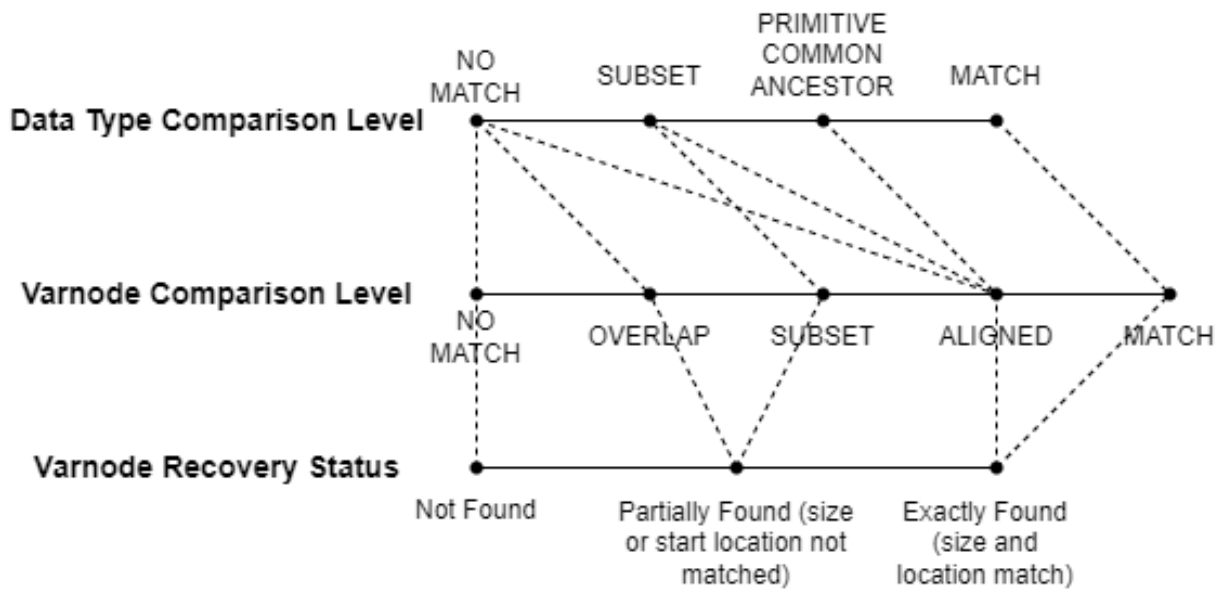 NO
MATCH
SUBSET
PRIMITIVE
COMMON
ANCESTOR
MATCH
Data Type Comparison Level
Varnode Comparison Level
NO
MATCH
OVERLAP
SUBSET
ALIGNED
MATCH
Varnode Recovery Status
Not Found
Partially Found (size
or start location not
matched)
Exactly Found
(size and
location match)